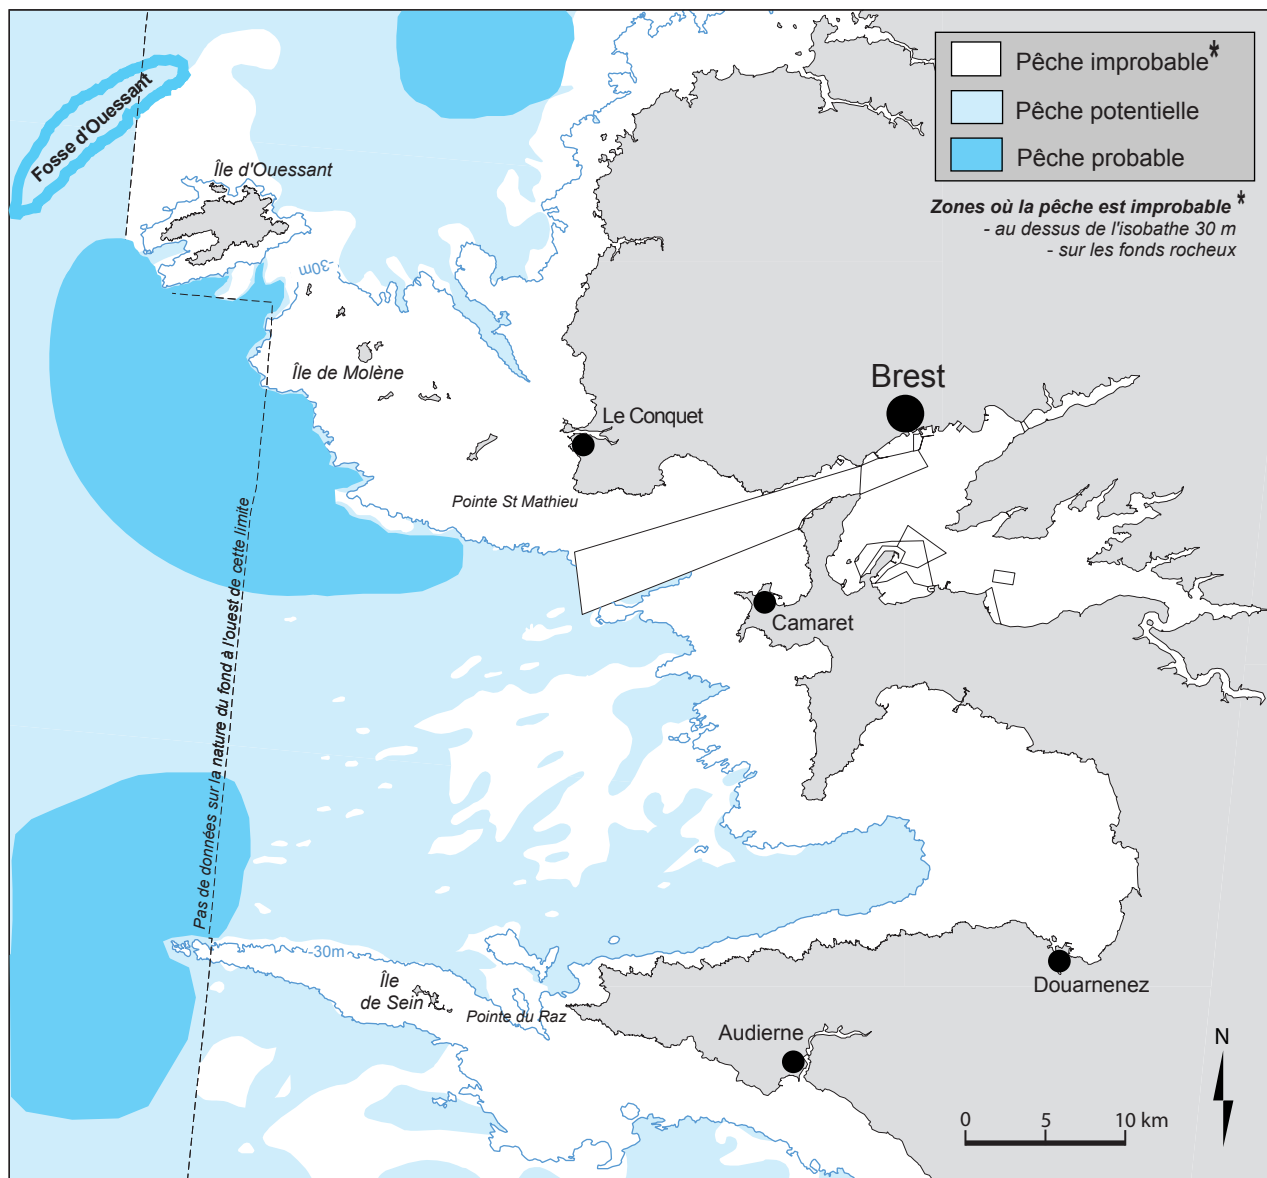 Pêche improbable*
Pêche potentielle
Pêche probable
Zones où la pêche est improbable *
- au dessus de l'isobathe 30 m
- sur les fonds rocheux
Fosse d'Ouessant
Île d'Ouessant
-30m
Île de Molène
Brest
Le Conquet
Pointe St Mathieu
Camaret
Pas de données sur la nature du fond à l'ouest de cette limite
-30m
Île
de Sein
Pointe du Raz
Douarnenez
Audierne
N
0 5 10 km